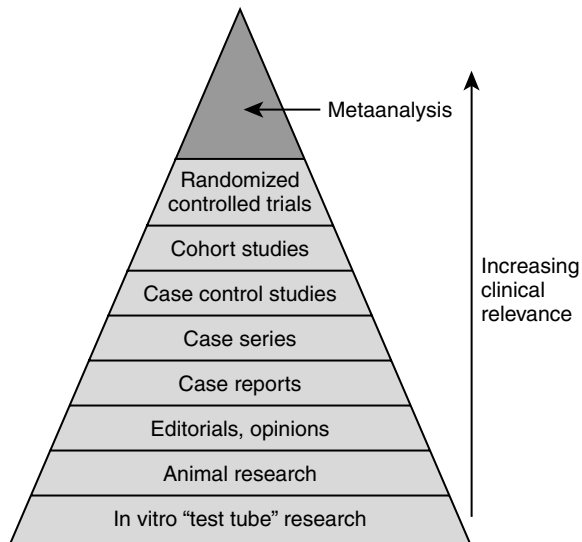 Metaanalysis
Randomized
controlled trials
Cohort studies
Case control studies
Case series
Case reports
Editorials, opinions
Animal research
In vitro “test tube” research
Increasing
clinical
relevance